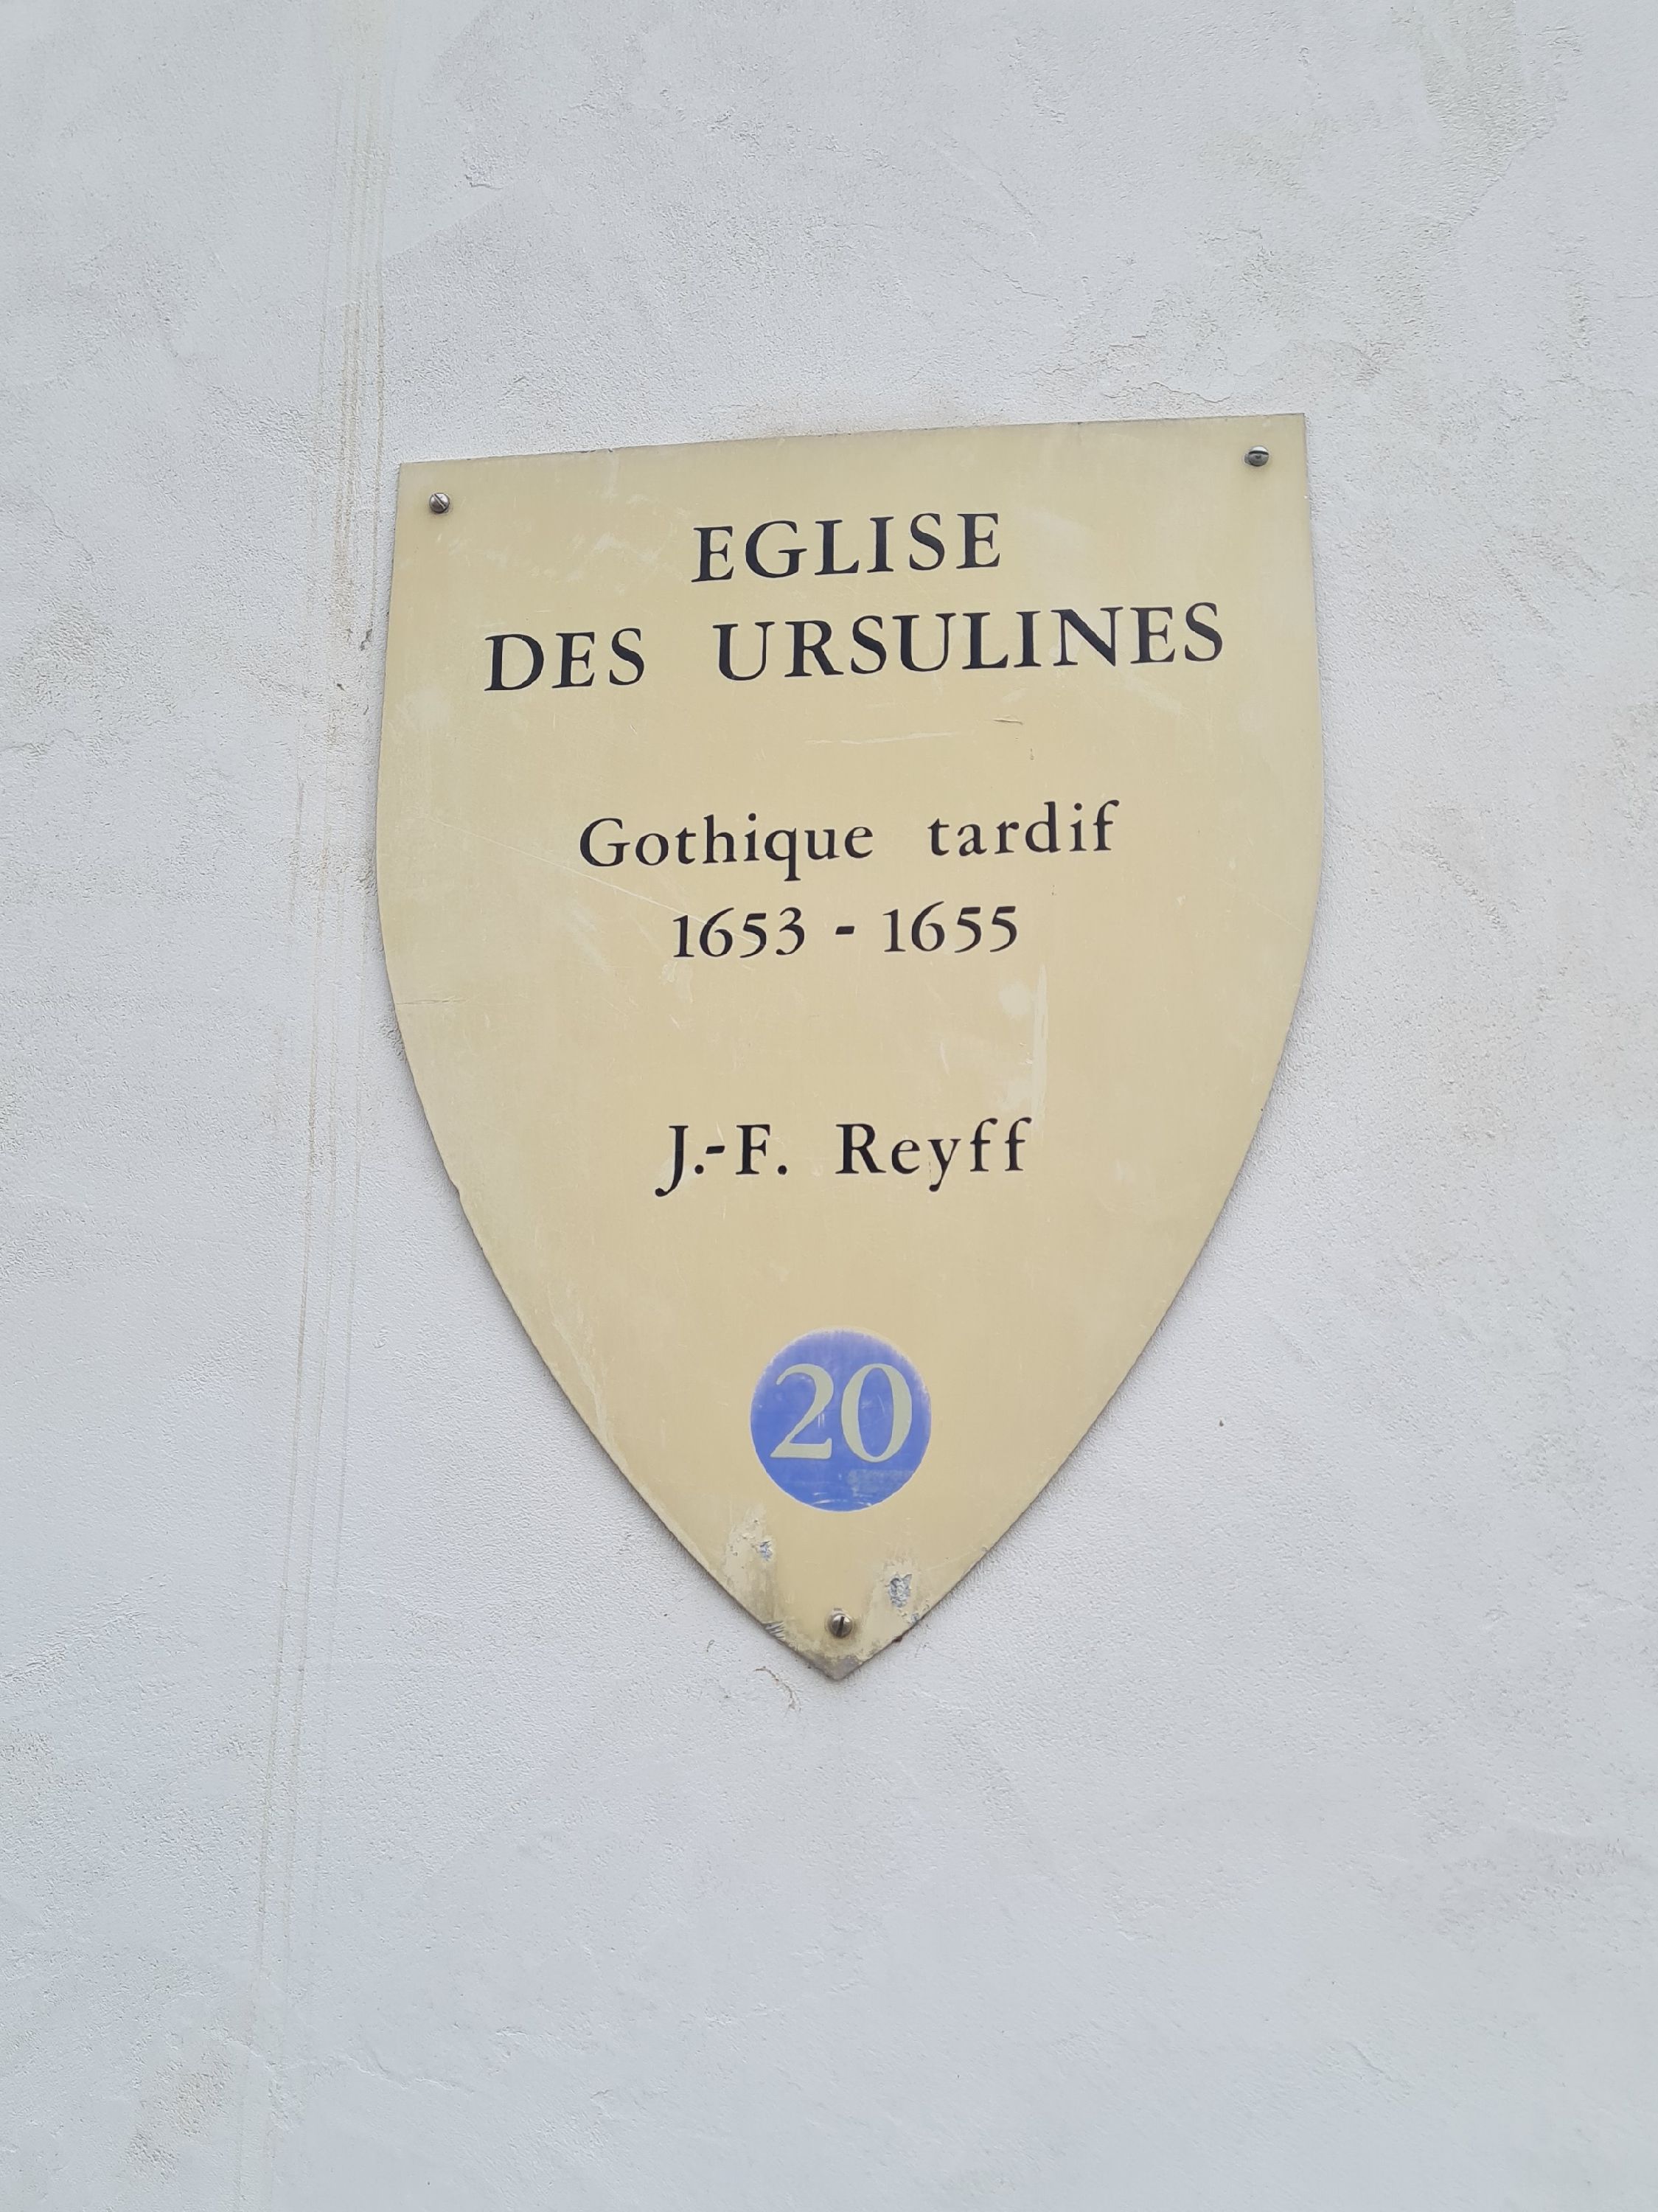 EGLISE
DES URSULINES
Gothique tardif
1653 - 1655
J.-F. Reyff
20